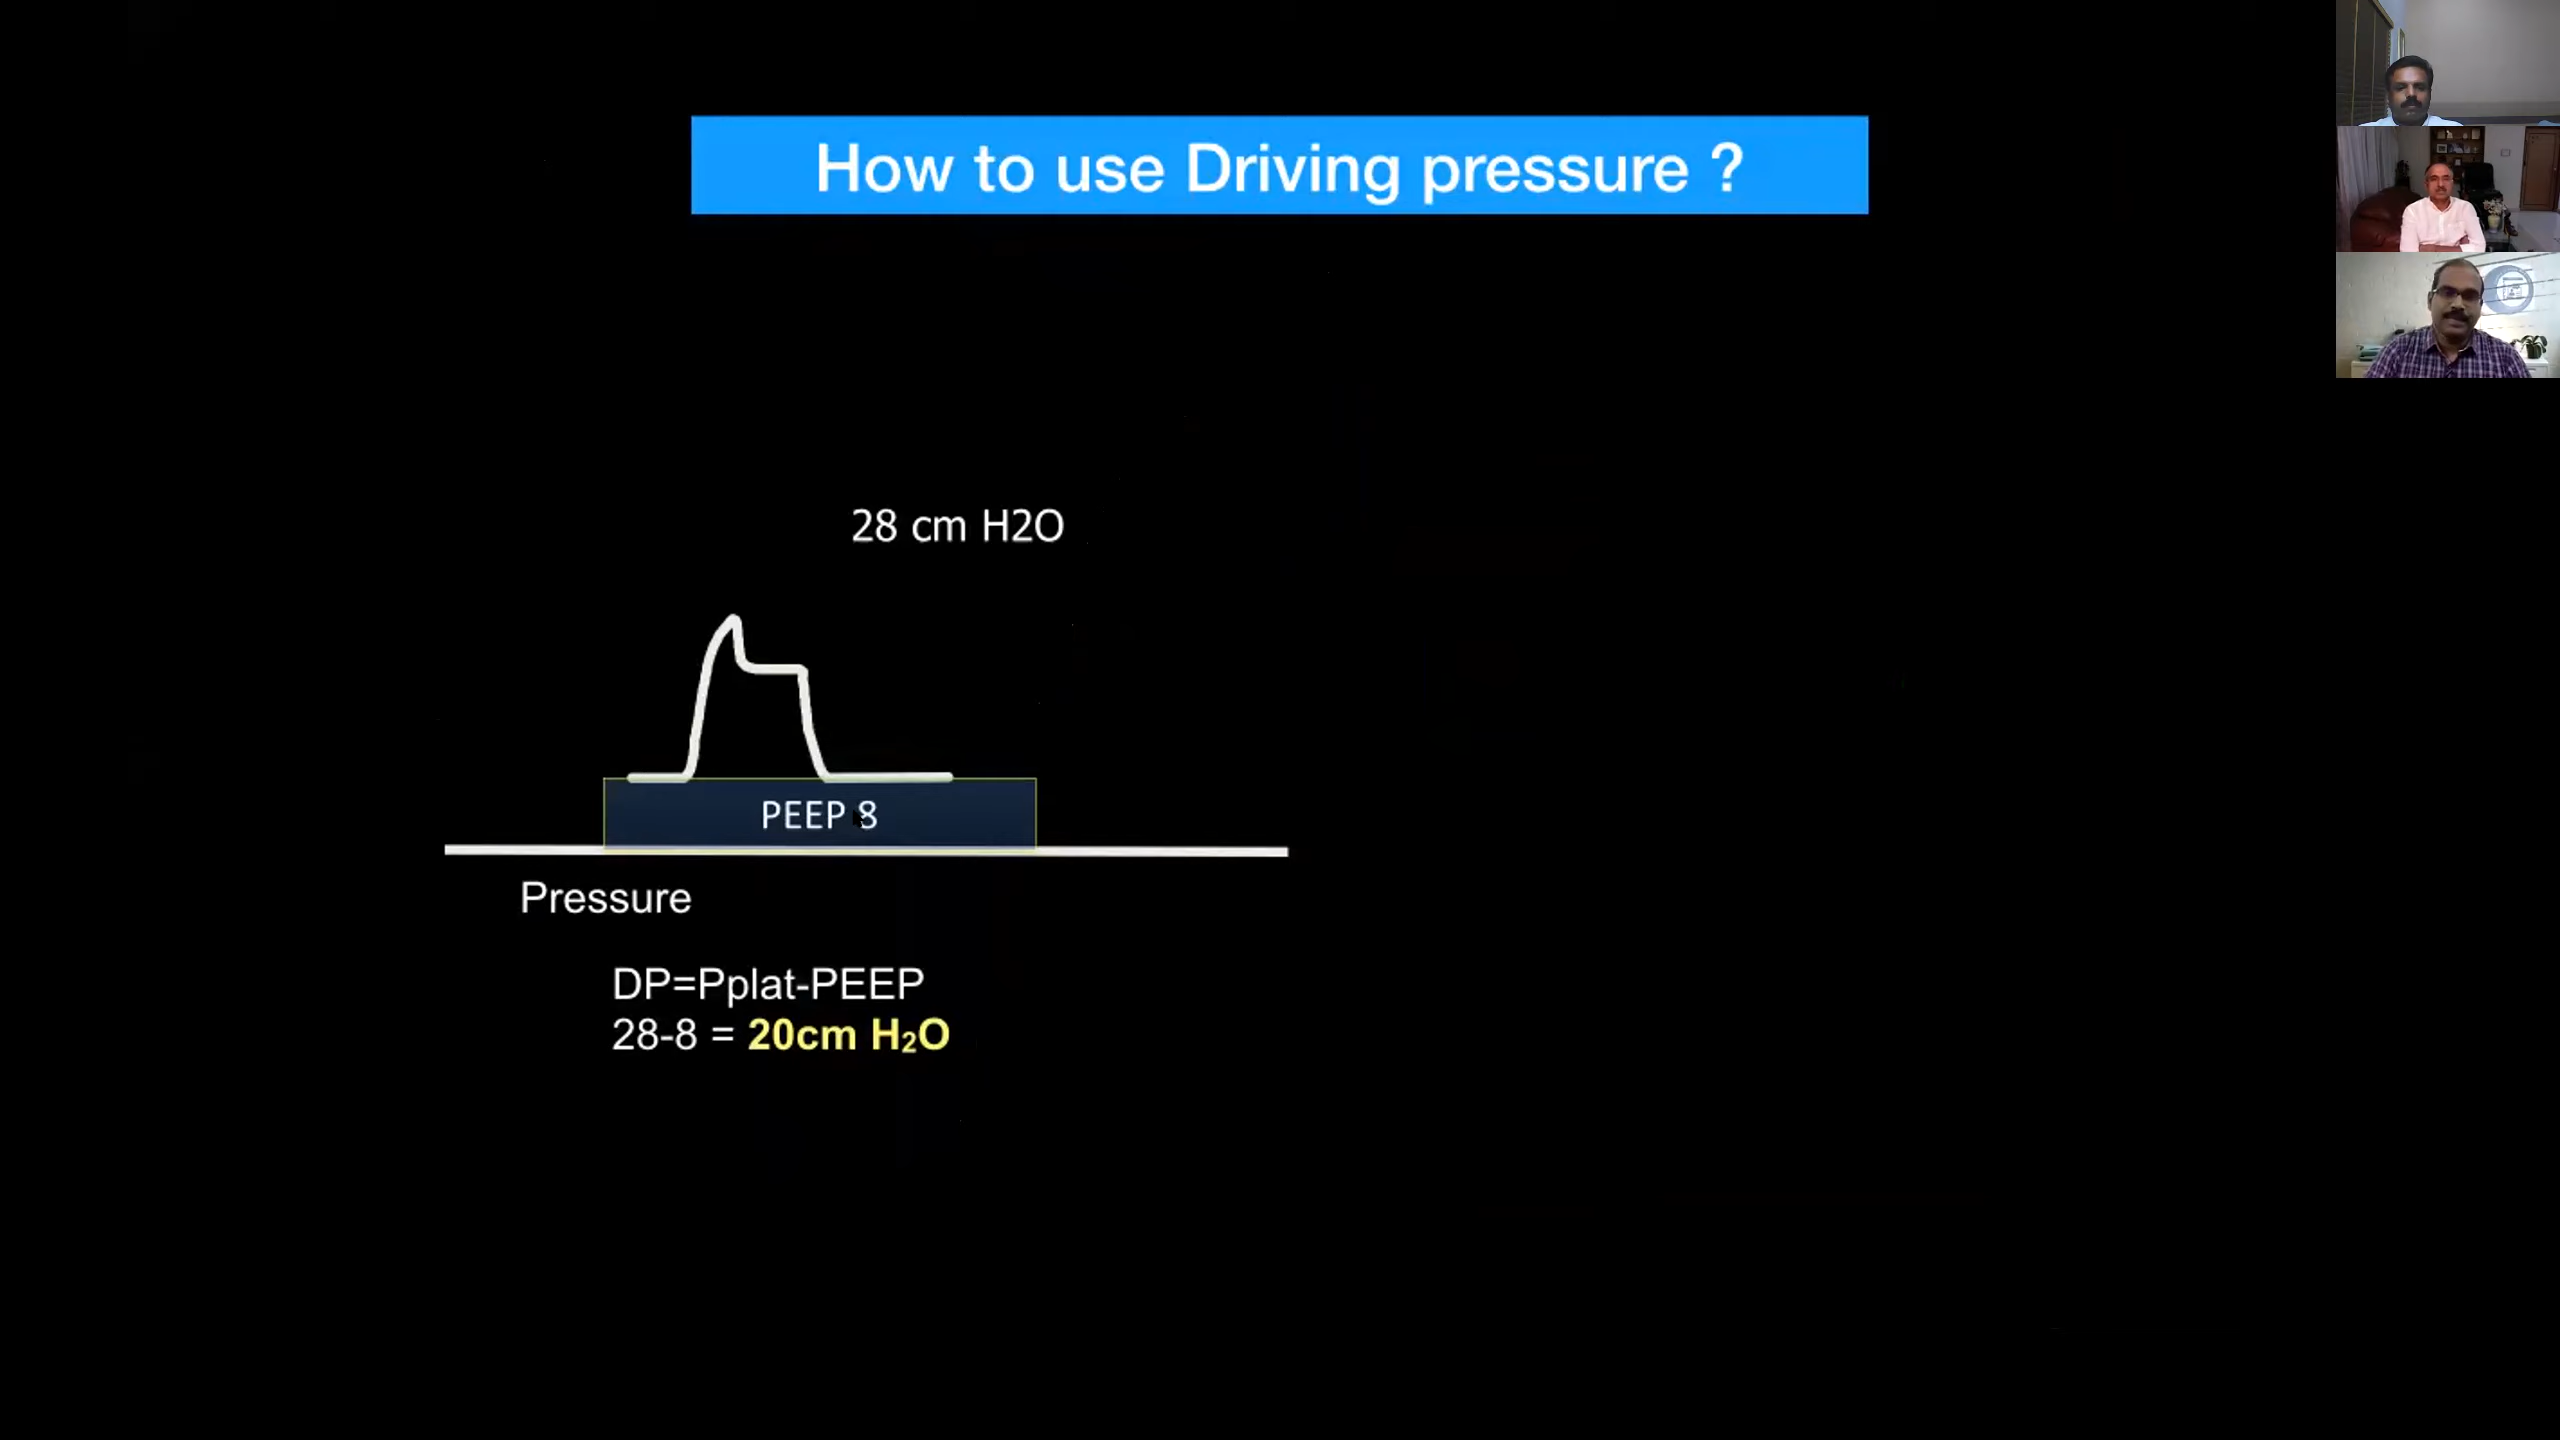 How to use Driving pressure ?
28 cm H2O
PEEP 8
Pressure
DP=Pplat-PEEP
28-8 = 20cm H₂O